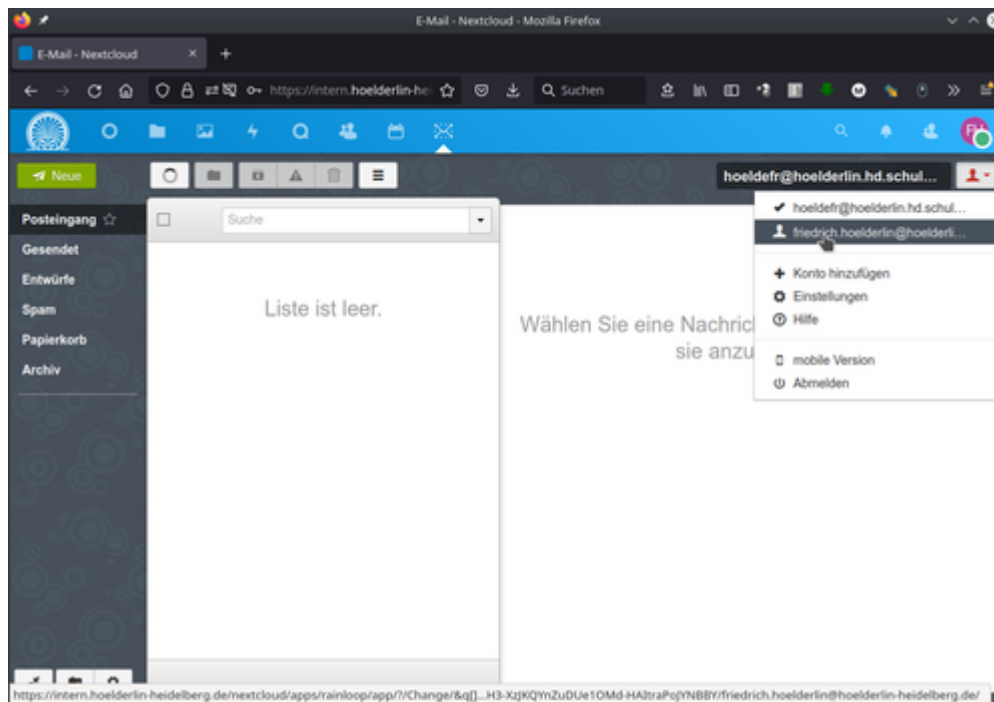 E-Mail - Nextcloud - Mozilla Firefox
E-Mail - Nextcloud
https://intern.hoelderlin-hei
Suchen
Neue
hoeldefr@hoelderlin.hd.schul...
Posteingang
Gesendet
Entwürfe
Spam
Papierkorb
Archiv
Suche
Liste ist leer.
Wählen Sie eine Nachric
sie anzu
hoeldefr@hoelderlin.hd.schul...
friedrich.hoelderlin@hoelderli...
Konto hinzufügen
Einstellungen
Hilfe
mobile Version
Abmelden
https://intern.hoelderlin-heidelberg.de/nextcloud/apps/rainloop/app/?/Change/&q[]...H3-XzJKQYnZuDUe1OMd-HAItraPoJYNBBY/friedrich.hoelderlin@hoelderlin-heidelberg.de/